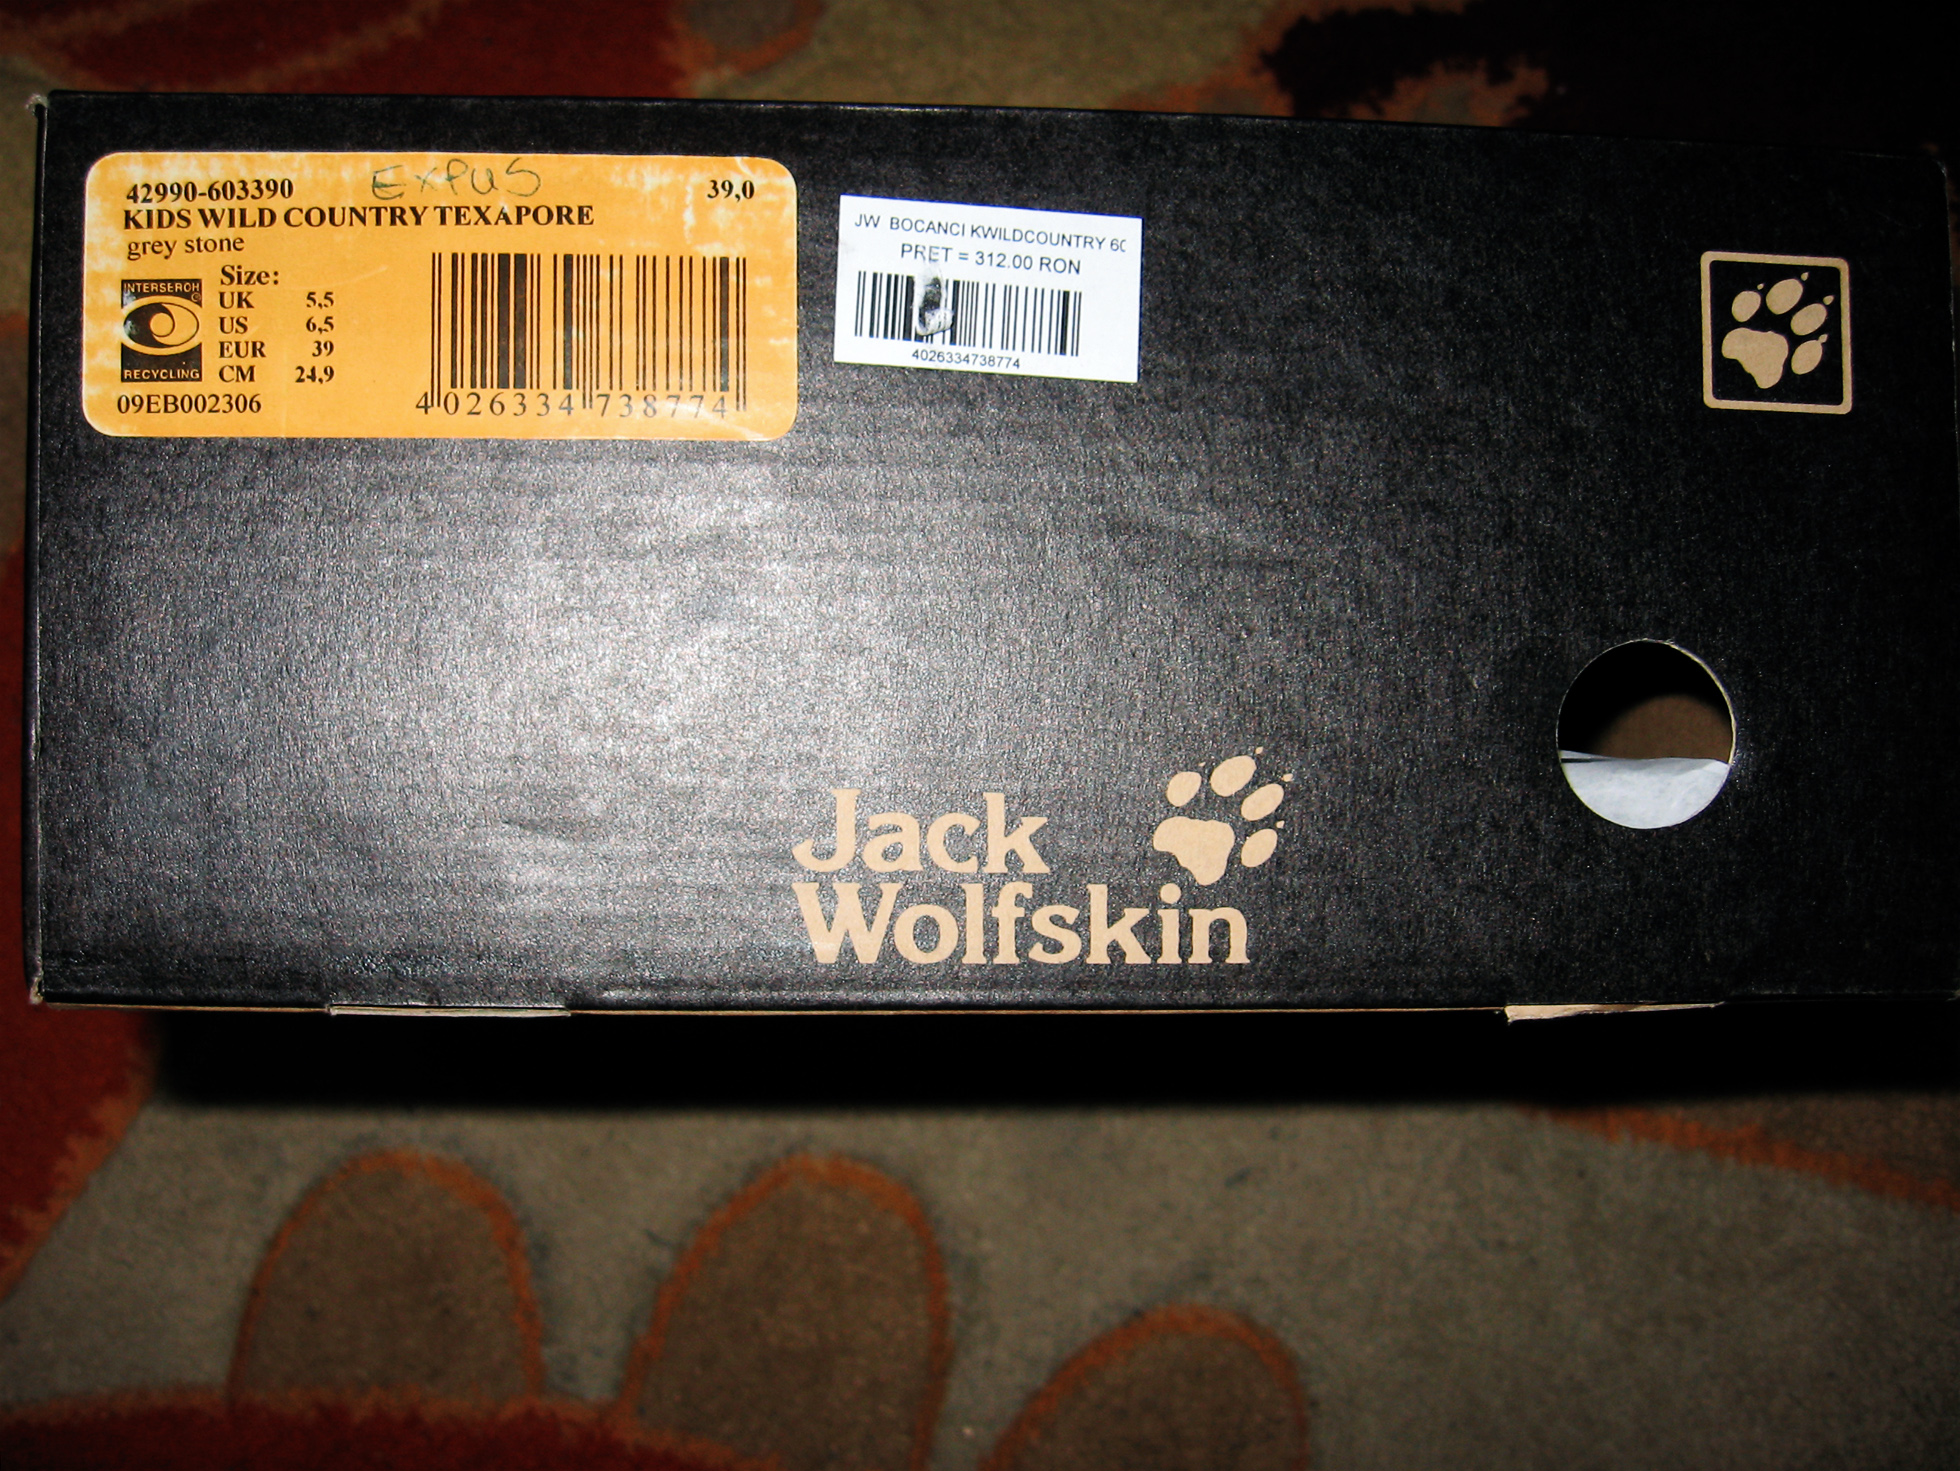 42990-603390 EXPUS 39,0
KIDS WILD COUNTRY TEXAPORE
grey stone
INTERSEROH
RECYCLING
Size:
UK 5,5
US 6,5
EUR 39
CM 24,9
09EB002306
4 026334 738774
JW BOCANCI KWILDCOUNTRY 60
PRET = 312.00 RON
4026334738774
Jack
Wolfskin